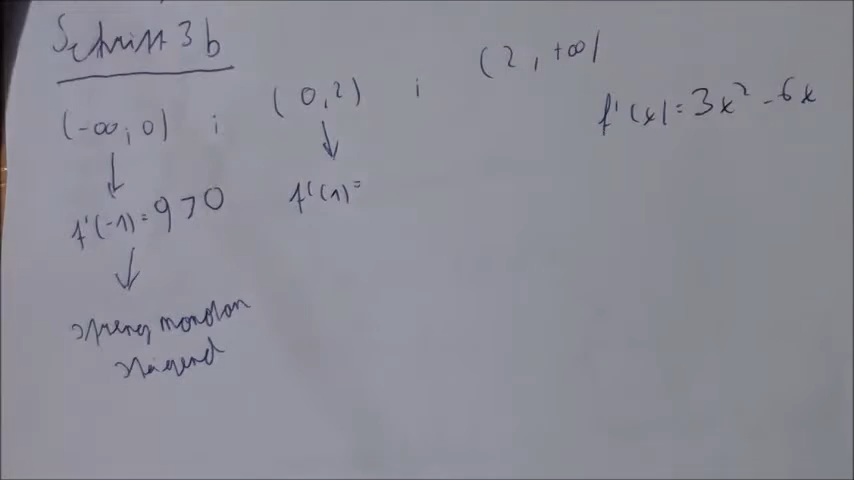 Schritt 3b
(-∞; 0) ; (0, 2) ; (2, +∞)
f'(x) = 3x² - 6x
f'(-1) = 9 > 0 f'(1) =
streng monoton
steigend